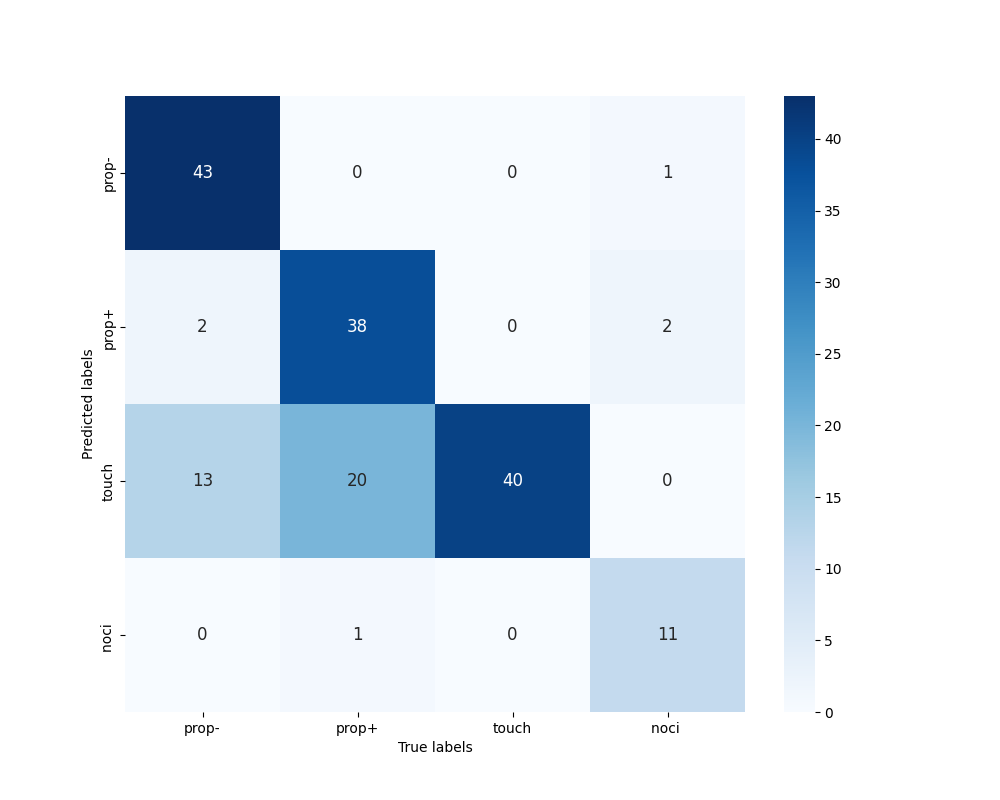 prop-
43 0 0 1
prop+
2 38 0 2
Predicted labels
touch
13 20 40 0
noci
0 1 0 11
prop- prop+ touch noci
True labels
40
35
30
25
20
15
10
5
0